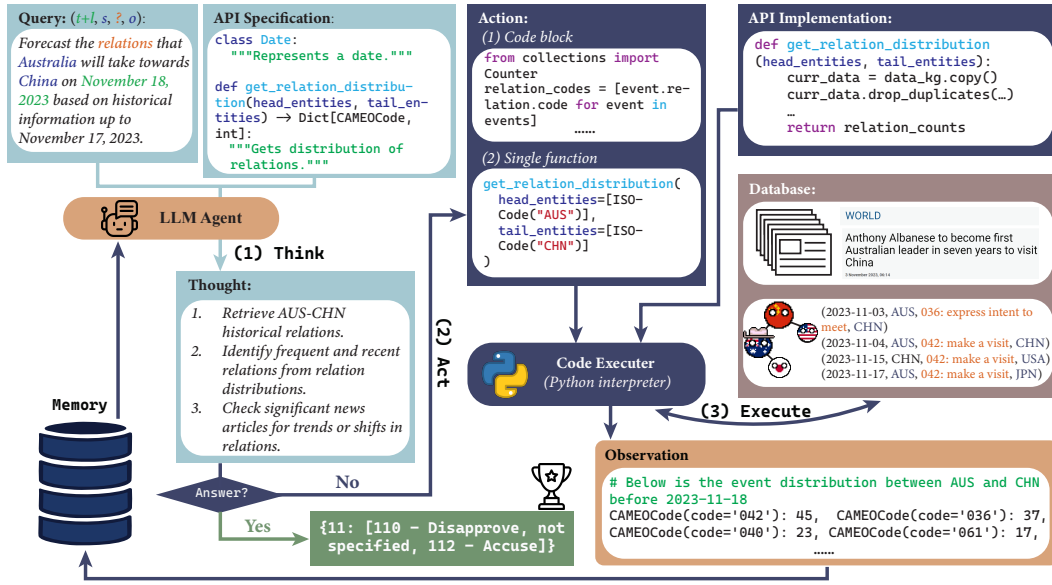 Query: (t+l, s, ?, o):
Forecast the relations that
Australia will take towards
China on November 18,
2023 based on historical
information up to
November 17, 2023.
API Specification:
class Date:
"""Represents a date."""
def get_relation_distribu-
tion(head_entities, tail_en-
tities) → Dict[CAMEOCode,
int]:
"""Gets distribution of
relations."""
Action:
(1) Code block
from collections import
Counter
relation_codes = [event.re-
lation.code for event in
events]
......
(2) Single function
get_relation_distribution(
head_entities=[ISO-
Code("AUS")],
tail_entities=[ISO-
Code("CHN")]
)
API Implementation:
def get_relation_distribution
(head_entities, tail_entities):
curr_data = data_kg.copy()
curr_data.drop_duplicates(…)
…
return relation_counts
LLM Agent
(1) Think
Thought:
1. Retrieve AUS-CHN
historical relations.
2. Identify frequent and recent
relations from relation
distributions.
3. Check significant news
articles for trends or shifts in
relations.
(2) Act
Database:
WORLD
Anthony Albanese to become first
Australian leader in seven years to visit
China
2 November 2023, 06:14
(2023-11-03, AUS, 036: express intent to
meet, CHN)
(2023-11-04, AUS, 042: make a visit, CHN)
(2023-11-15, CHN, 042: make a visit, USA)
(2023-11-17, AUS, 042: make a visit, JPN)
Code Executer
(Python interpreter)
(3) Execute
Memory
Answer?
No
Yes
{11: [110 - Disapprove, not
specified, 112 - Accuse]}
Observation
# Below is the event distribution between AUS and CHN
before 2023-11-18
CAMEOCode(code='042'): 45, CAMEOCode(code='036'): 37,
CAMEOCode(code='040'): 23, CAMEOCode(code='061'): 17,
......